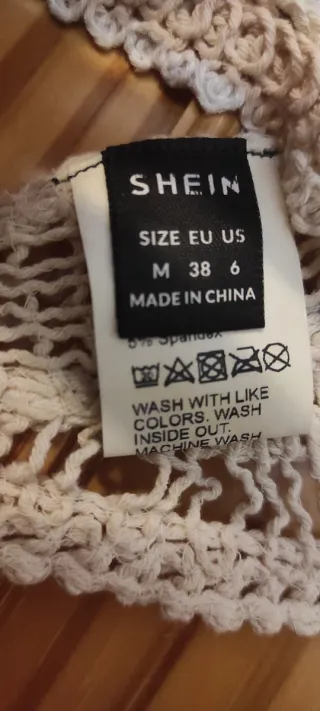 SHEIN
SIZE EU US
M 38 6
MADE IN CHINA
5% Spandex
WASH WITH LIKE
COLORS. WASH
INSIDE OUT.
MACHINE WASH